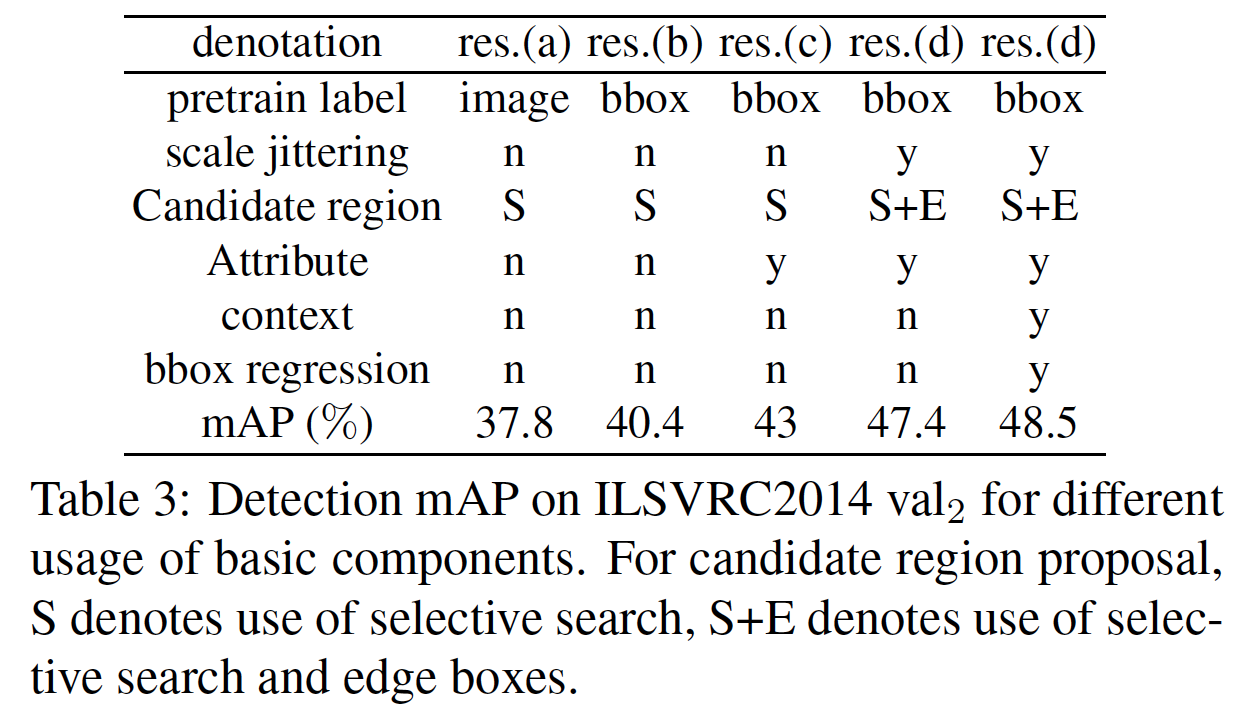 denotation res.(a) res.(b) res.(c) res.(d) res.(d)
pretrain label image bbox bbox bbox bbox
scale jittering n n n y y
Candidate region S S S S+E S+E
Attribute n n y y y
context n n n n y
bbox regression n n n n y
mAP (%) 37.8 40.4 43 47.4 48.5
Table 3: Detection mAP on ILSVRC2014 val₂ for different
usage of basic components. For candidate region proposal,
S denotes use of selective search, S+E denotes use of selec-
tive search and edge boxes.